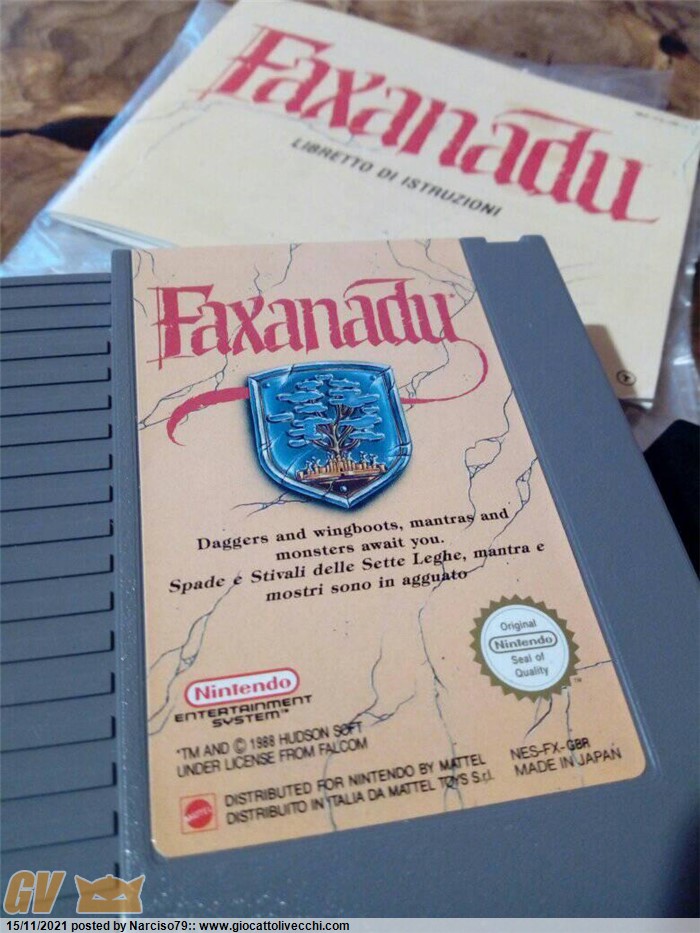 Faxanadu
LIBRETTO DI ISTRUZIONI
Faxanadu
Daggers and wingboots, mantras and
monsters await you.
Spade e Stivali delle Sette Leghe, mantra e
mostri sono in agguato
Original
Nintendo
Seal of
Quality
TM
Nintendo
ENTERTAINMENT
SYSTEM™
"TM AND © 1988 HUDSON SOFT
UNDER LICENSE FROM FALCOM
NES-FX-GBR
MADE IN JAPAN
MATTEL
DISTRIBUTED FOR NINTENDO BY MATTEL
DISTRIBUITO IN ITALIA DA MATTEL TOYS S.r.l.
GV
15/11/2021 posted by Narciso79:: www.giocattolivecchi.com